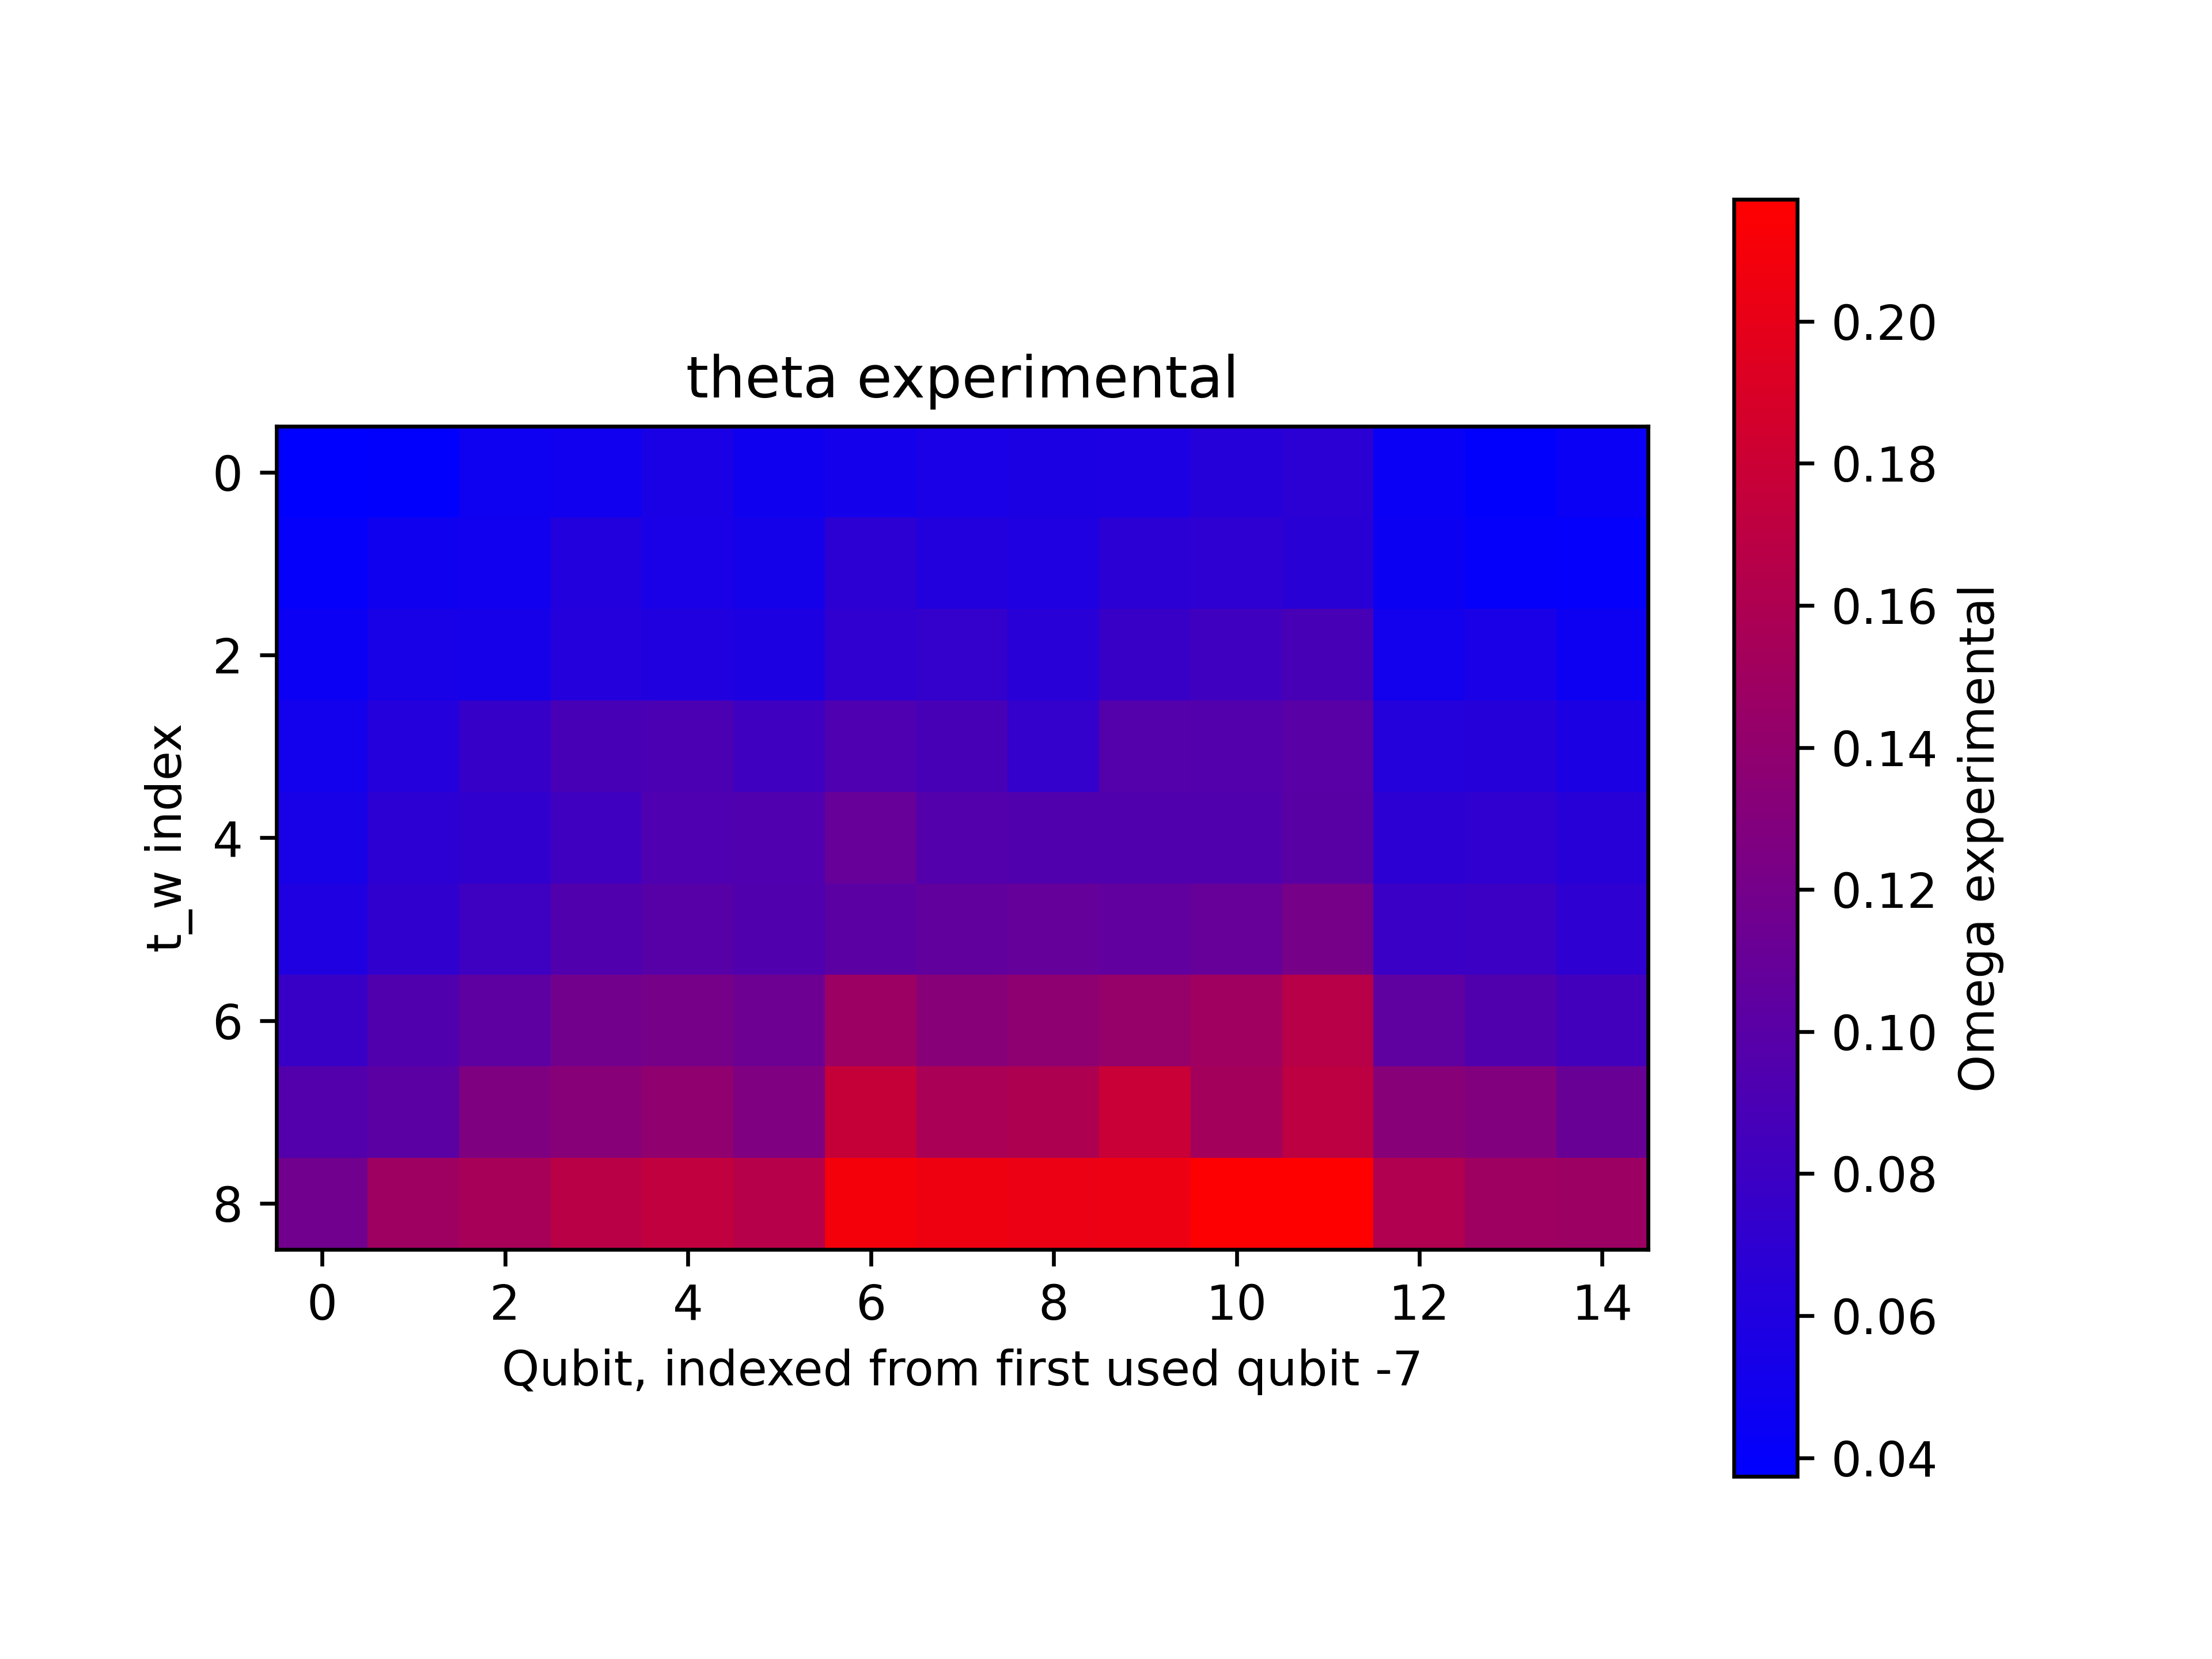 theta experimental
0
2
4
6
8
t_w index
0 2 4 6 8 10 12 14
Qubit, indexed from first used qubit -7
0.20
0.18
0.16
0.14
0.12
0.10
0.08
0.06
0.04
Omega experimental